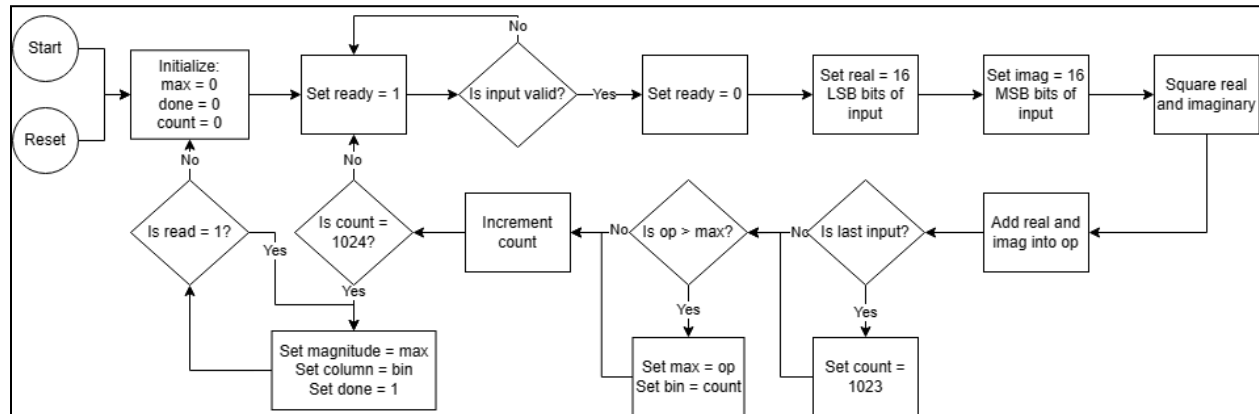 Start
Reset
Initialize:
max = 0
done = 0
count = 0
Set ready = 1
No
Is input valid?
Yes
Set ready = 0
Set real = 16
LSB bits of
input
Set imag = 16
MSB bits of
input
Square real
and imaginary
Add real and
imag into op
Is last input?
No
Yes
Set count =
1023
Is op > max?
No
Yes
Set max = op
Set bin = count
Increment
count
Is count =
1024?
No
Yes
Set magnitude = max
Set column = bin
Set done = 1
Is read = 1?
No
Yes